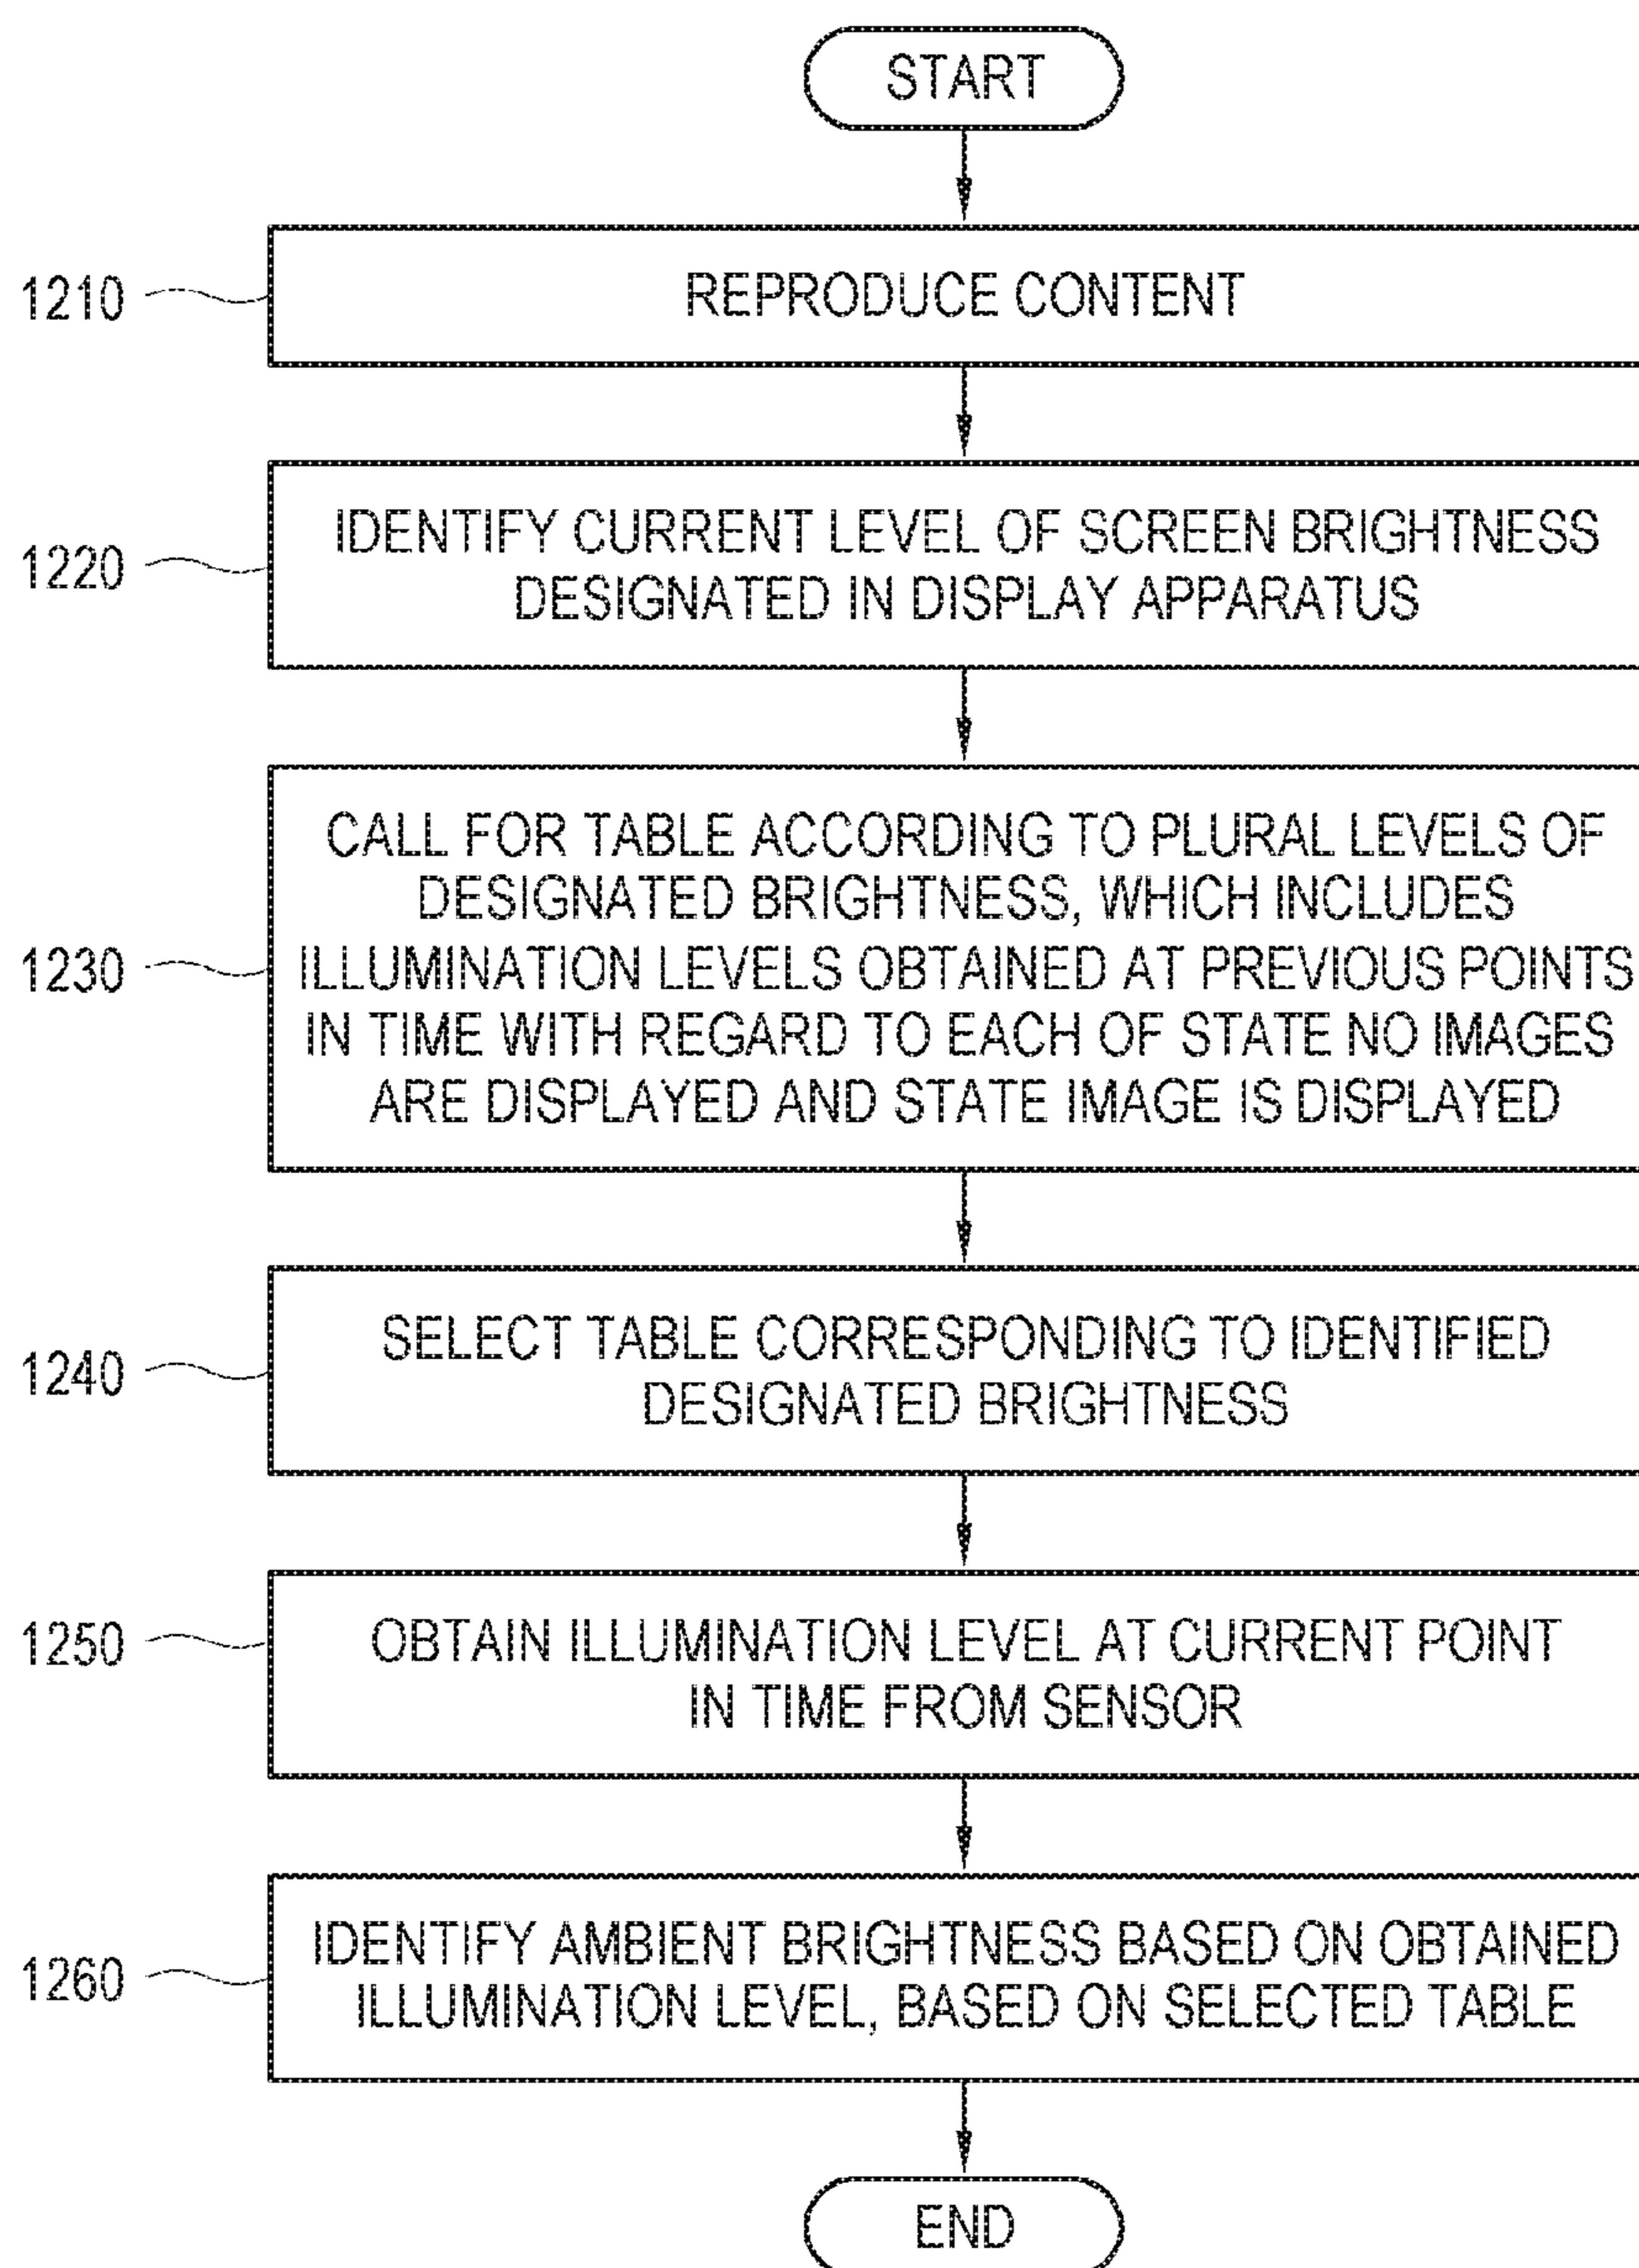 START
1210
REPRODUCE CONTENT
1220
IDENTIFY CURRENT LEVEL OF SCREEN BRIGHTNESS
DESIGNATED IN DISPLAY APPARATUS
1230
CALL FOR TABLE ACCORDING TO PLURAL LEVELS OF
DESIGNATED BRIGHTNESS, WHICH INCLUDES
ILLUMINATION LEVELS OBTAINED AT PREVIOUS POINTS
IN TIME WITH REGARD TO EACH OF STATE NO IMAGES
ARE DISPLAYED AND STATE IMAGE IS DISPLAYED
1240
SELECT TABLE CORRESPONDING TO IDENTIFIED
DESIGNATED BRIGHTNESS
1250
OBTAIN ILLUMINATION LEVEL AT CURRENT POINT
IN TIME FROM SENSOR
1260
IDENTIFY AMBIENT BRIGHTNESS BASED ON OBTAINED
ILLUMINATION LEVEL, BASED ON SELECTED TABLE
END